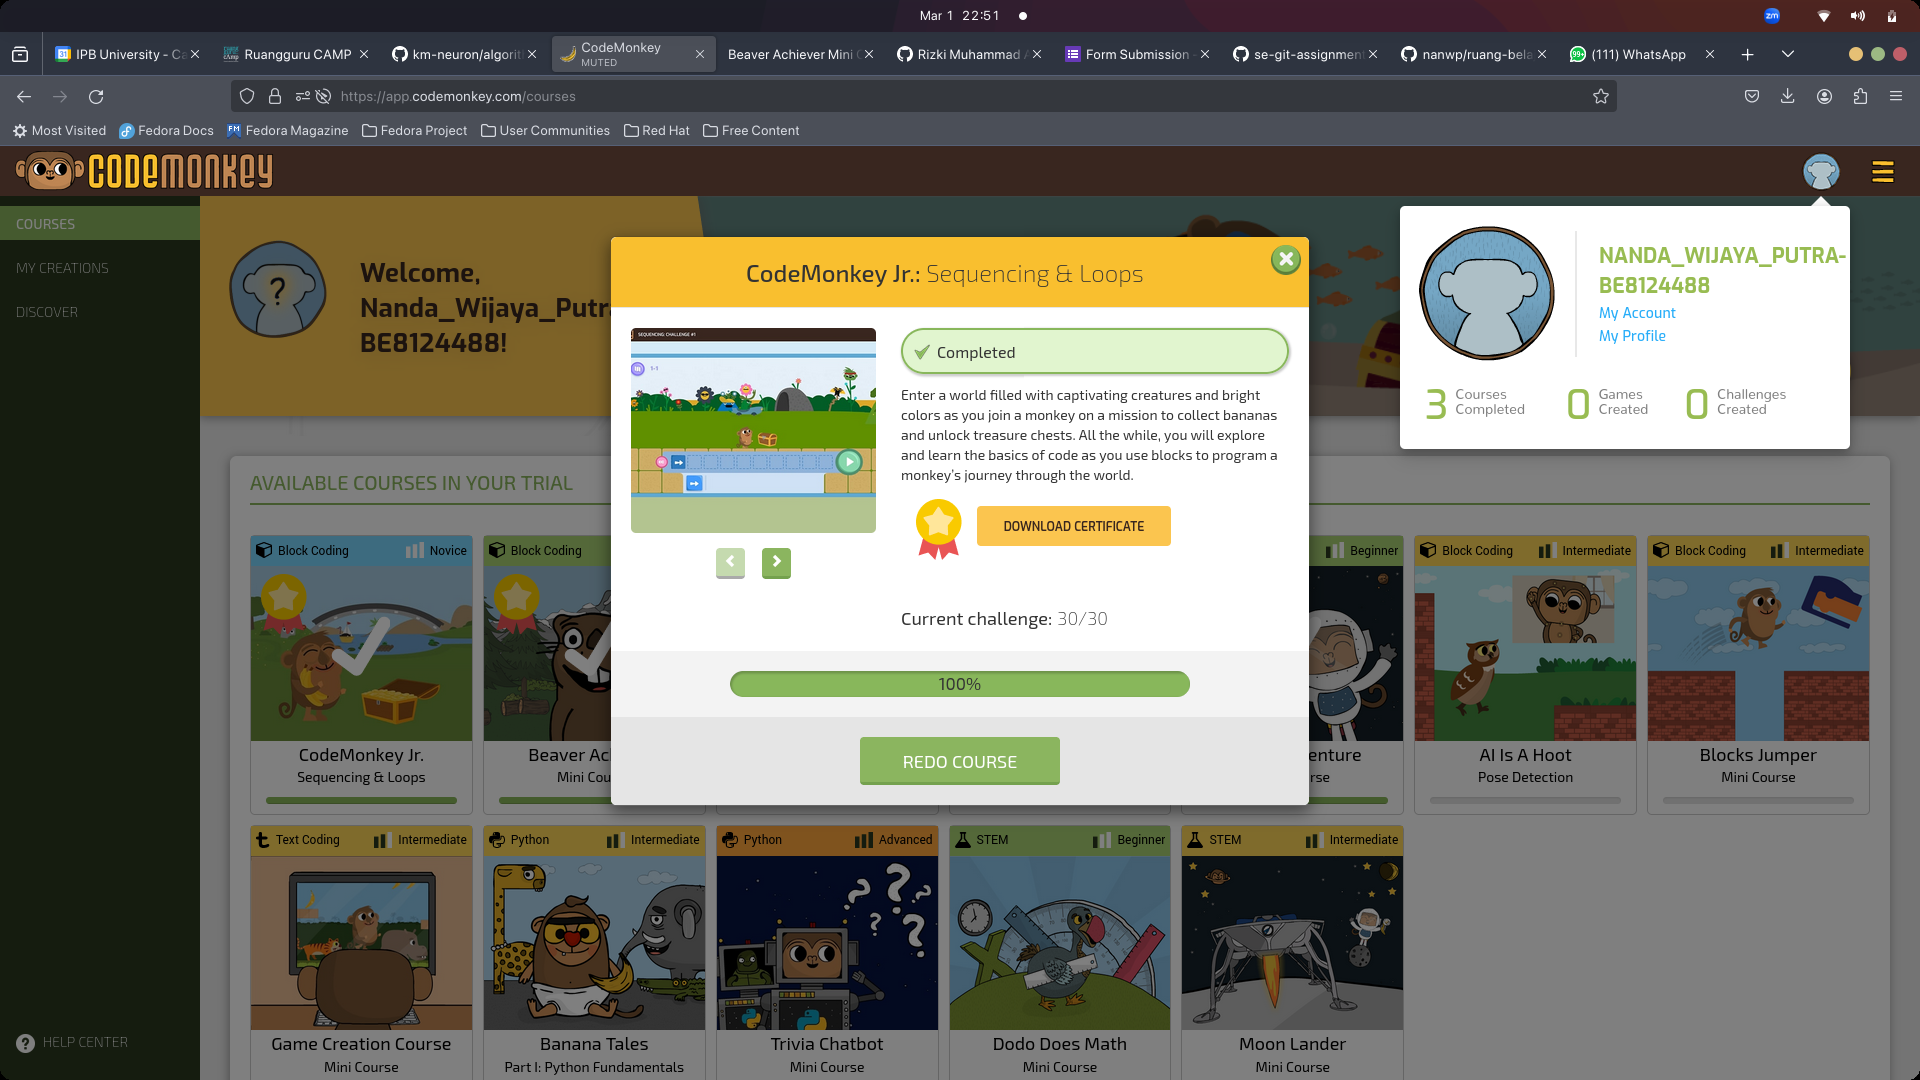 Mar 1 22:51
zm
IPB University - Ca
Ruangguru CAMP
km-neuron/algorit
CodeMonkey
MUTED
Beaver Achiever Mini C
Rizki Muhammad
Form Submission -
se-git-assignmen
nanwp/ruang-bela
(111) WhatsApp
https://app.codemonkey.com/courses
Most Visited
Fedora Docs
Fedora Magazine
Fedora Project
User Communities
Red Hat
Free Content
CODEMONKEY
COURSES
MY CREATIONS
DISCOVER
HELP CENTER
Welcome,
Nanda_Wijaya_Putr
BE8124488!
NANDA_WIJAYA_PUTRA-
BE8124488
My Account
My Profile
3 Courses Completed
0 Games Created
0 Challenges Created
CodeMonkey Jr.: Sequencing & Loops
SEQUENCING: CHALLENGE #1
1-1
Completed
Enter a world filled with captivating creatures and bright
colors as you join a monkey on a mission to collect bananas
and unlock treasure chests. All the while, you will explore
and learn the basics of code as you use blocks to program a
monkey's journey through the world.
DOWNLOAD CERTIFICATE
Current challenge: 30/30
100%
REDO COURSE
AVAILABLE COURSES IN YOUR TRIAL
Block Coding Novice
CodeMonkey Jr.
Sequencing & Loops
Block Coding
Beaver Ac
Mini Cou
Beginner
enture
rse
Block Coding Intermediate
AI Is A Hoot
Pose Detection
Block Coding Intermediate
Blocks Jumper
Mini Course
Text Coding Intermediate
Game Creation Course
Mini Course
Python Intermediate
Banana Tales
Part I: Python Fundamentals
Python Advanced
Trivia Chatbot
Mini Course
STEM Beginner
Dodo Does Math
Mini Course
STEM Intermediate
Moon Lander
Mini Course